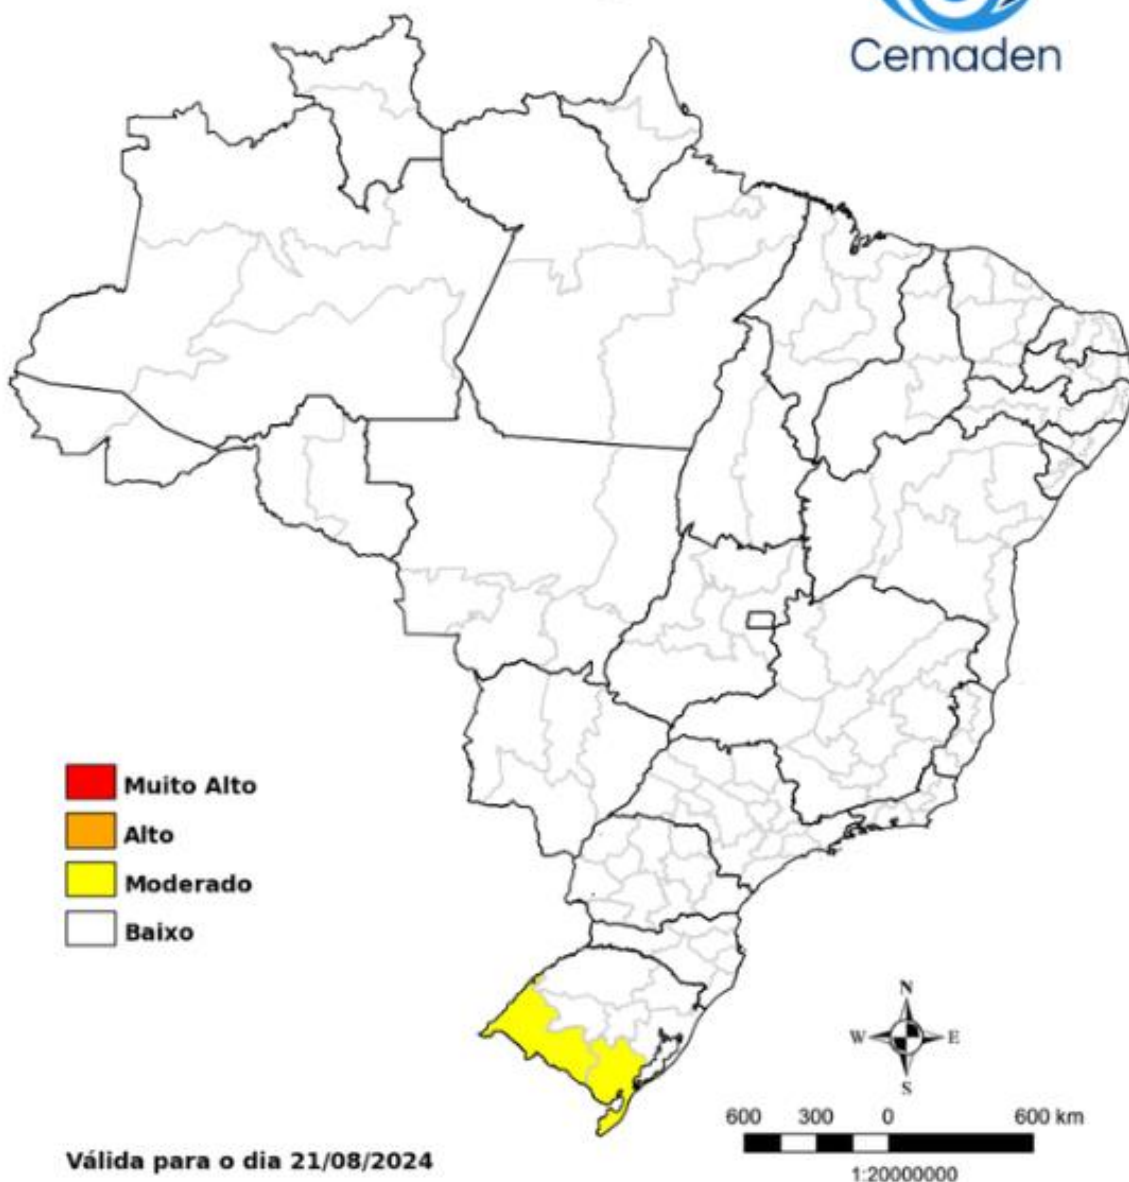 Cemaden
Muito Alto
Alto
Moderado
Baixo
N
W E
S
600 300 0 600 km
1:20000000
Válida para o dia 21/08/2024